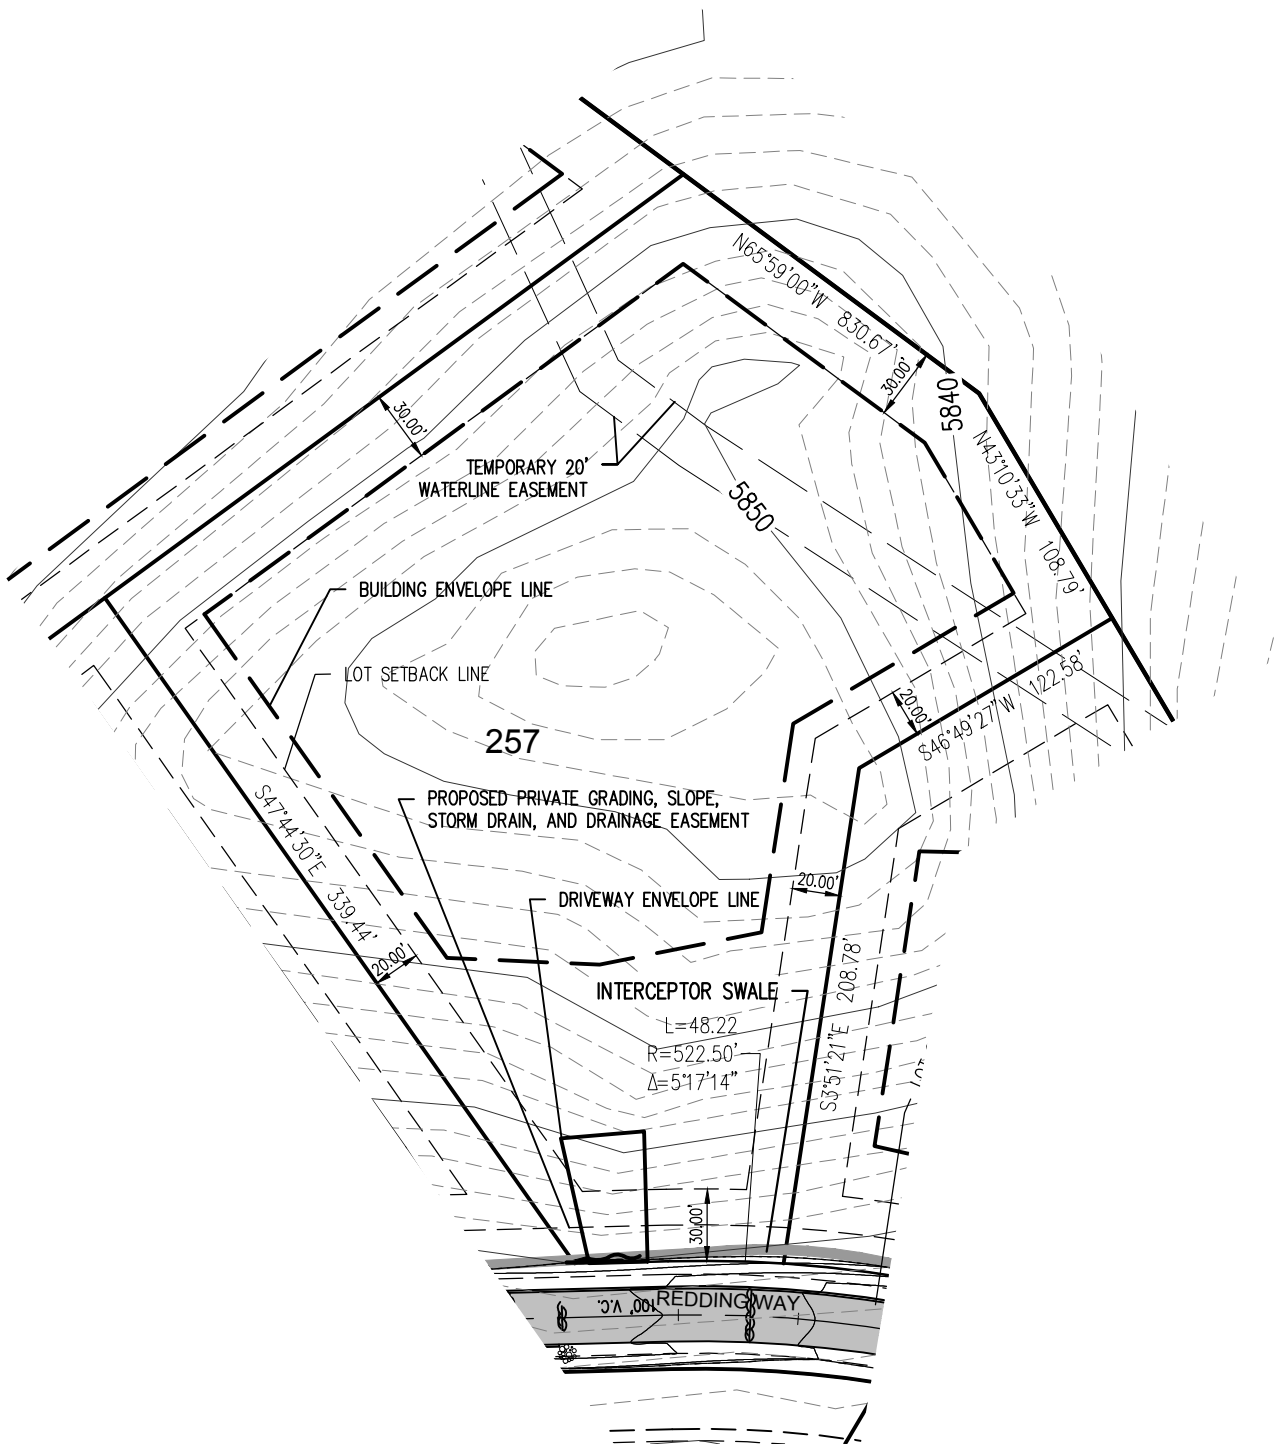 N65°59'00"W 830.67'
30.00'
5840
30.00'
N43°10'33"W 108.79'
TEMPORARY 20'
WATERLINE EASEMENT
5850
BUILDING ENVELOPE LINE
LOT SETBACK LINE
20.00'
S46°49'27"W 122.58'
257
S47°44'30"E 339.44'
PROPOSED PRIVATE GRADING, SLOPE,
STORM DRAIN, AND DRAINAGE EASEMENT
20.00'
DRIVEWAY ENVELOPE LINE
20.00'
INTERCEPTOR SWALE
L=48.22
R=522.50'
Δ=5°17'14"
S3°51'21"E 208.78'
LOT
30.00'
100' V.C.
REDDING WAY